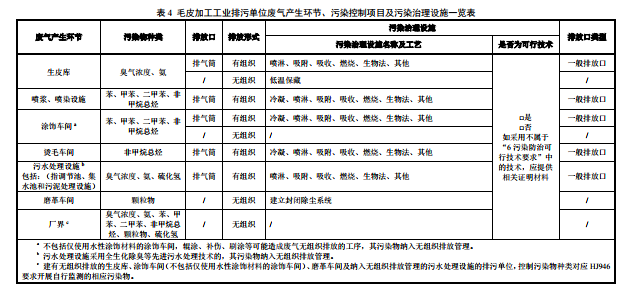 表 4 毛皮加工工业排污单位废气产生环节、污染控制项目及污染治理设施一览表
废气产生环节 污染物种类 排放口 排放形式 污染治理设施 排放口类型
污染治理设施名称及工艺 是否为可行技术
生皮库 臭气浓度、氨 排气筒 有组织 喷淋、吸附、吸收、燃烧、生物法、其他 一般排放口
/ 无组织 低温保藏 /
喷浆、喷染设施 苯、甲苯、二甲苯、非甲烷总烃 排气筒 有组织 冷凝、喷淋、吸附、吸收、燃烧、生物法、其他 一般排放口
涂饰车间a 苯、甲苯、二甲苯、非甲烷总烃 排气筒 有组织 冷凝、喷淋、吸附、吸收、燃烧、生物法、其他 一般排放口
/ 无组织 / /
□是
□否
如采用不属于
“6 污染防治可
行技术要求”中
的技术，应提供
相关证明材料
烫毛车间 非甲烷总烃 排气筒 有组织 冷凝、喷淋、吸附、吸收、燃烧、生物法、其他 一般排放口
污水处理设施b
包括：（指调节池、集
水池和污泥处理设施）
臭气浓度、氨、硫化氢 排气筒 有组织 喷淋、吸附、吸收、燃烧、生物法、其他 一般排放口
磨革车间 颗粒物 / 无组织 建立封闭除尘系统 /
厂界c 臭气浓度、氨、苯、甲
苯、二甲苯、非甲烷总
烃、颗粒物、硫化氢
/ 无组织 / /
a 不包括仅使用水性涂饰材料的涂饰车间，辊涂、补伤、刷涂等可能造成废气无组织排放的工序，其污染物纳入无组织排放管理。
b 污水处理设施采用全生化除臭等先进污水处理技术的，其污染物纳入无组织排放管理。
c 建有无组织排放的生皮库、涂饰车间（不包括仅使用水性涂饰材料的涂饰车间）、磨革车间及纳入无组织排放管理的污水处理设施的排污单位，控制污染物种类对应 HJ946
要求开展自行监测的相应污染物。